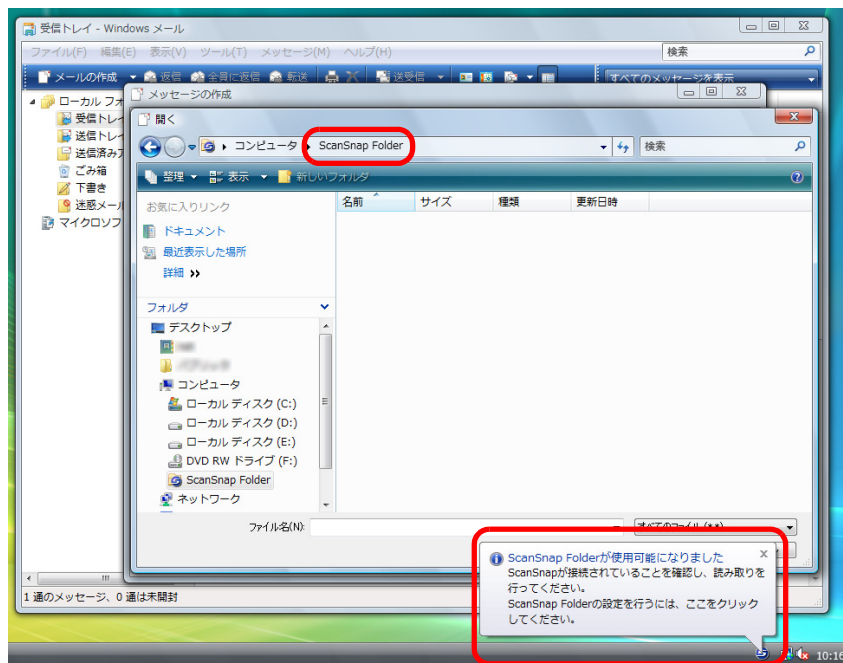 受信トレイ - Windows メール
ファイル(F) 編集(E) 表示(V) ツール(T) メッセージ(M) ヘルプ(H)
検索
メールの作成 返信 全員に返信 転送 送受信
すべてのメッセージを表示
ローカル フォ
受信トレイ
送信トレー
送信済みア
ごみ箱
下書き
迷惑メール
マイクロソフ
メッセージの作成
開く
コンピュータ ScanSnap Folder
検索
整理 表示 新しいフォルダ
お気に入りリンク
名前 サイズ 種類 更新日時
ドキュメント
最近表示した場所
詳細 >>
フォルダ
デスクトップ
コンピュータ
ローカル ディスク (C:)
ローカル ディスク (D:)
ローカル ディスク (E:)
DVD RW ドライブ (F:)
ScanSnap Folder
ネットワーク
ファイル名(N):
すべてのファイル (*.*)
ScanSnap Folderが使用可能になりました
ScanSnapが接続されていることを確認し、読み取りを
行ってください。
ScanSnap Folderの設定を行うには、ここをクリック
してください。
1 通のメッセージ、0 通は未開封
10:16